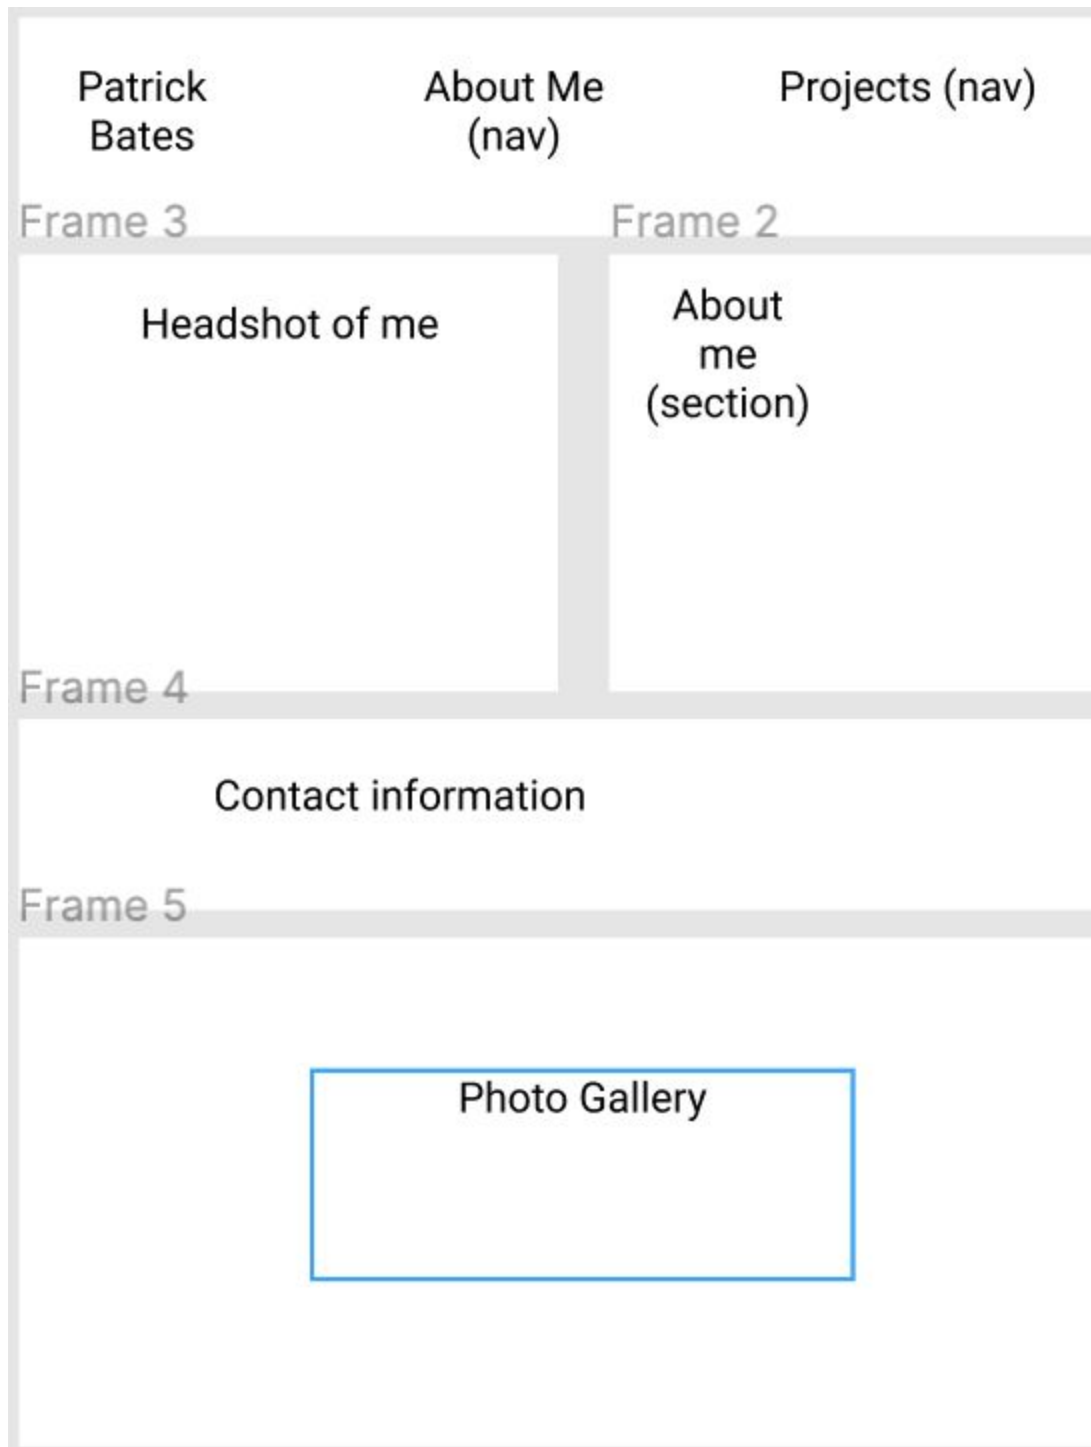 Patrick
Bates
About Me
(nav)
Projects (nav)
Frame 3
Frame 2
Headshot of me
About
me
(section)
Frame 4
Contact information
Frame 5
Photo Gallery